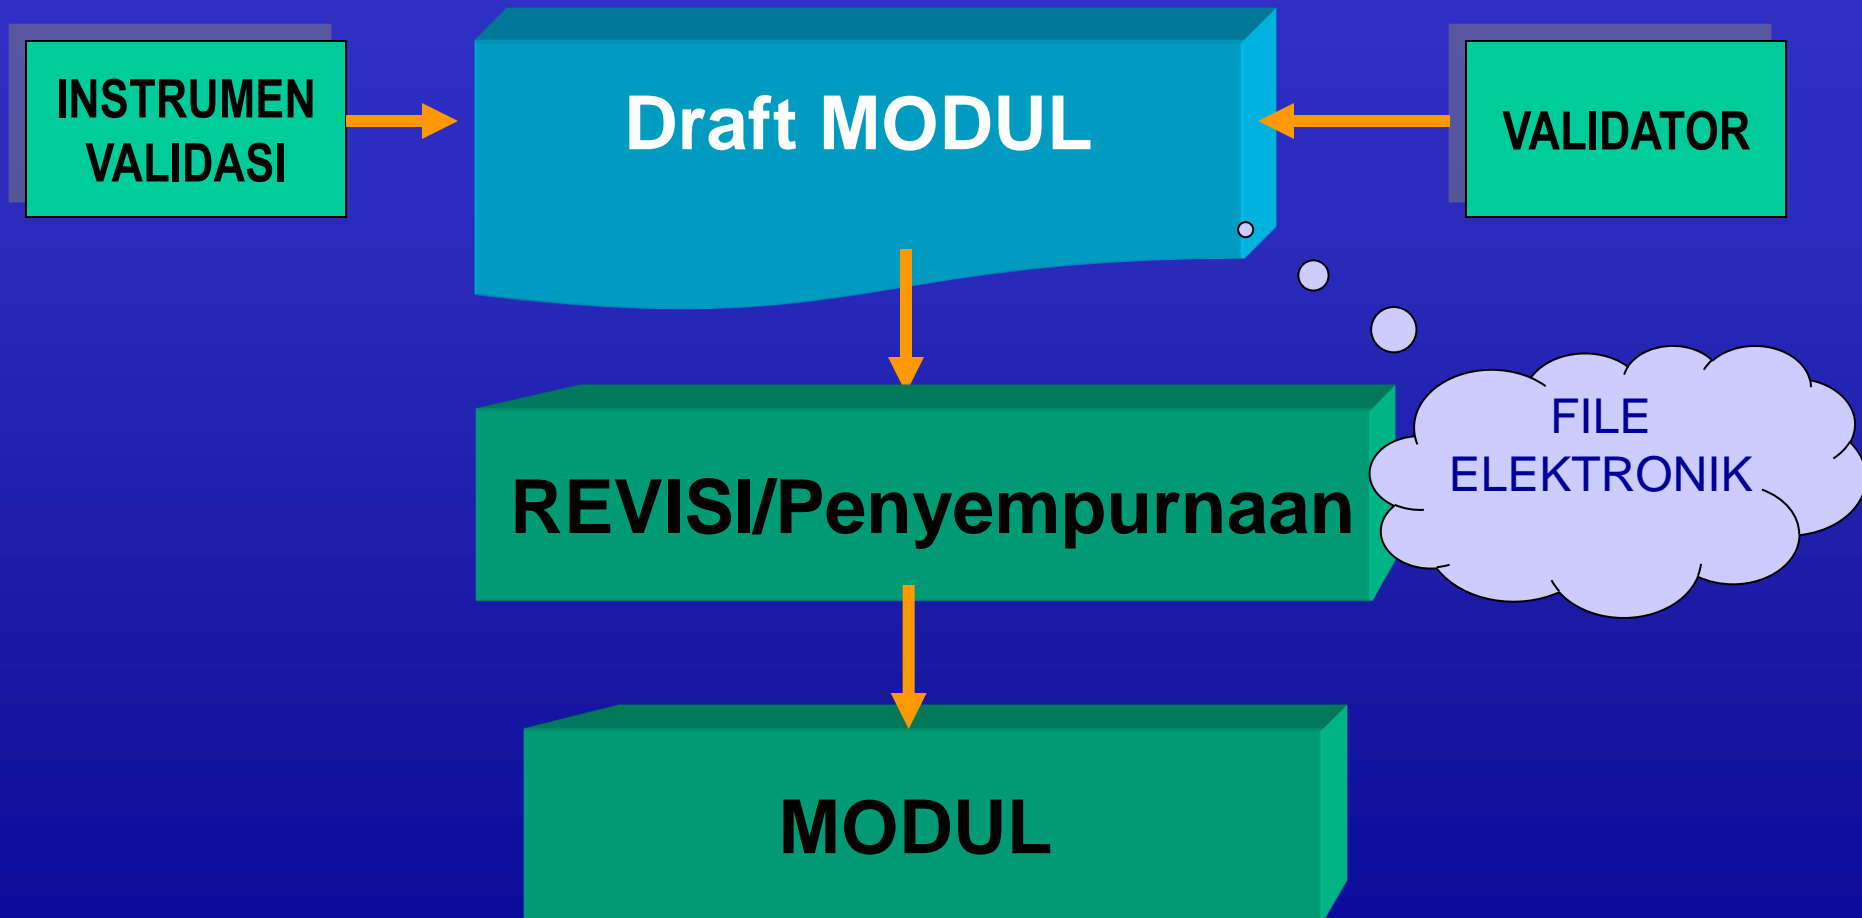 INSTRUMEN
VALIDASI
Draft MODUL
VALIDATOR
FILE
ELEKTRONIK
REVISI/Penyempurnaan
MODUL